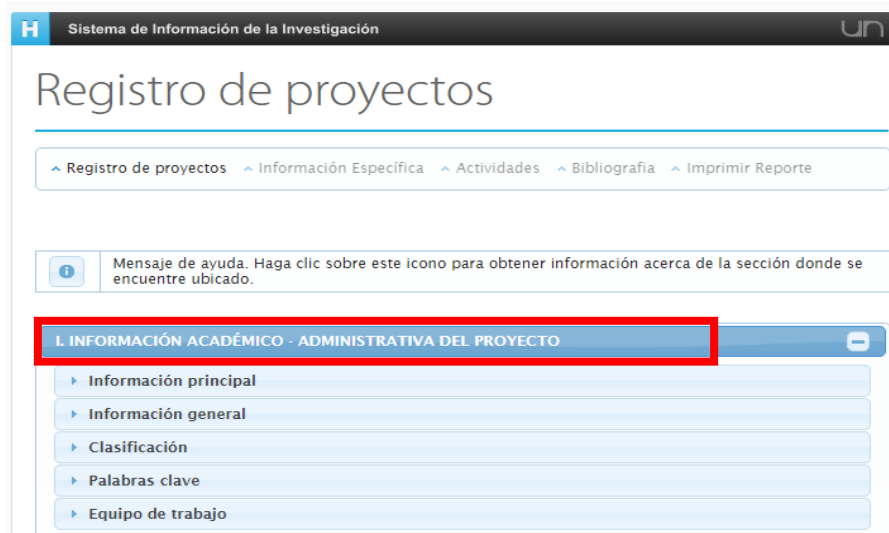 H Sistema de Información de la Investigación un
Registro de proyectos
Registro de proyectos Información Específica Actividades Bibliografia Imprimir Reporte
Mensaje de ayuda. Haga clic sobre este icono para obtener información acerca de la sección donde se
encuentre ubicado.
I. INFORMACIÓN ACADÉMICO - ADMINISTRATIVA DEL PROYECTO
Información principal
Información general
Clasificación
Palabras clave
Equipo de trabajo